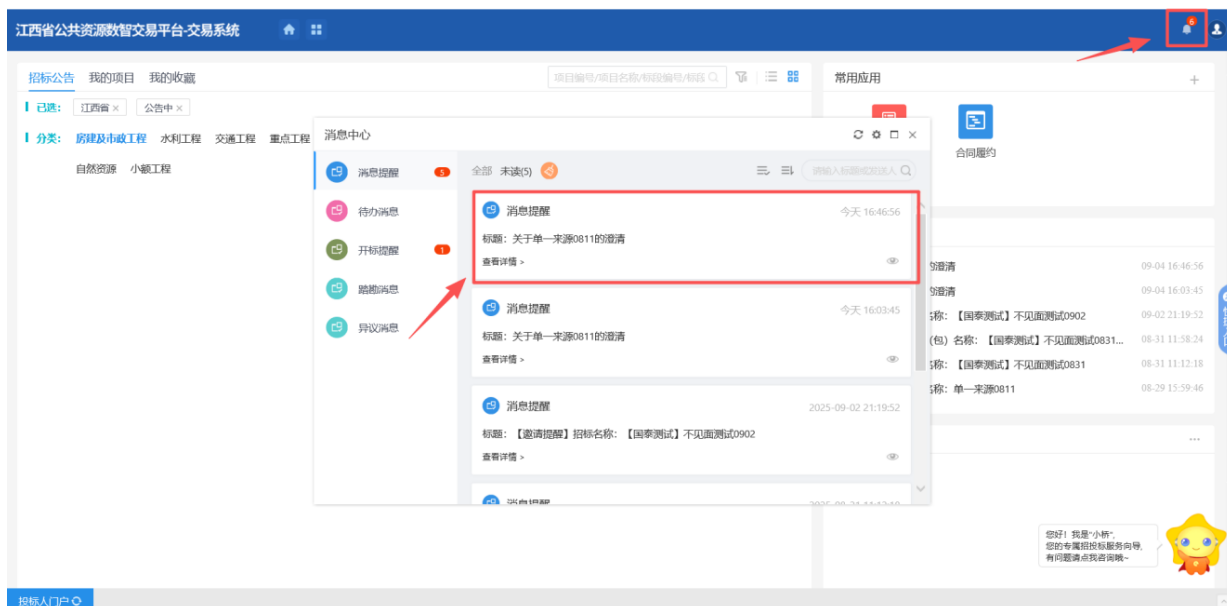 江西省公共资源数智交易平台·交易系统
6
招标公告 我的项目 我的收藏
项目编号/项目名称/标段编号/标段
常用应用
已选: 江西省 × 公告中 ×
分类: 房建及市政工程 水利工程 交通工程 重点工程
自然资源 小额工程
合同履约
消息中心
消息提醒 5
待办消息
开标提醒 1
踏勘消息
异议消息
全部 未读(5)
请输入标题或发送人
消息提醒 今天 16:46:56
标题: 关于单一来源0811的澄清
查看详情 >
消息提醒 今天 16:03:45
标题: 关于单一来源0811的澄清
查看详情 >
消息提醒 2025-09-02 21:19:52
标题: 【邀请提醒】招标名称: 【国泰测试】不见面测试0902
查看详情 >
消息提醒
的澄清 09-04 16:46:56
的澄清 09-04 16:03:45
名称: 【国泰测试】不见面测试0902 09-02 21:19:52
(包) 名称: 【国泰测试】不见面测试0831... 08-31 11:58:24
名称: 【国泰测试】不见面测试0831 08-31 11:12:18
名称: 单一来源0811 08-29 15:59:46
您好! 我是"小桥",
您的专属招投标服务向导,
有问题请点我咨询哦~
投标人门户